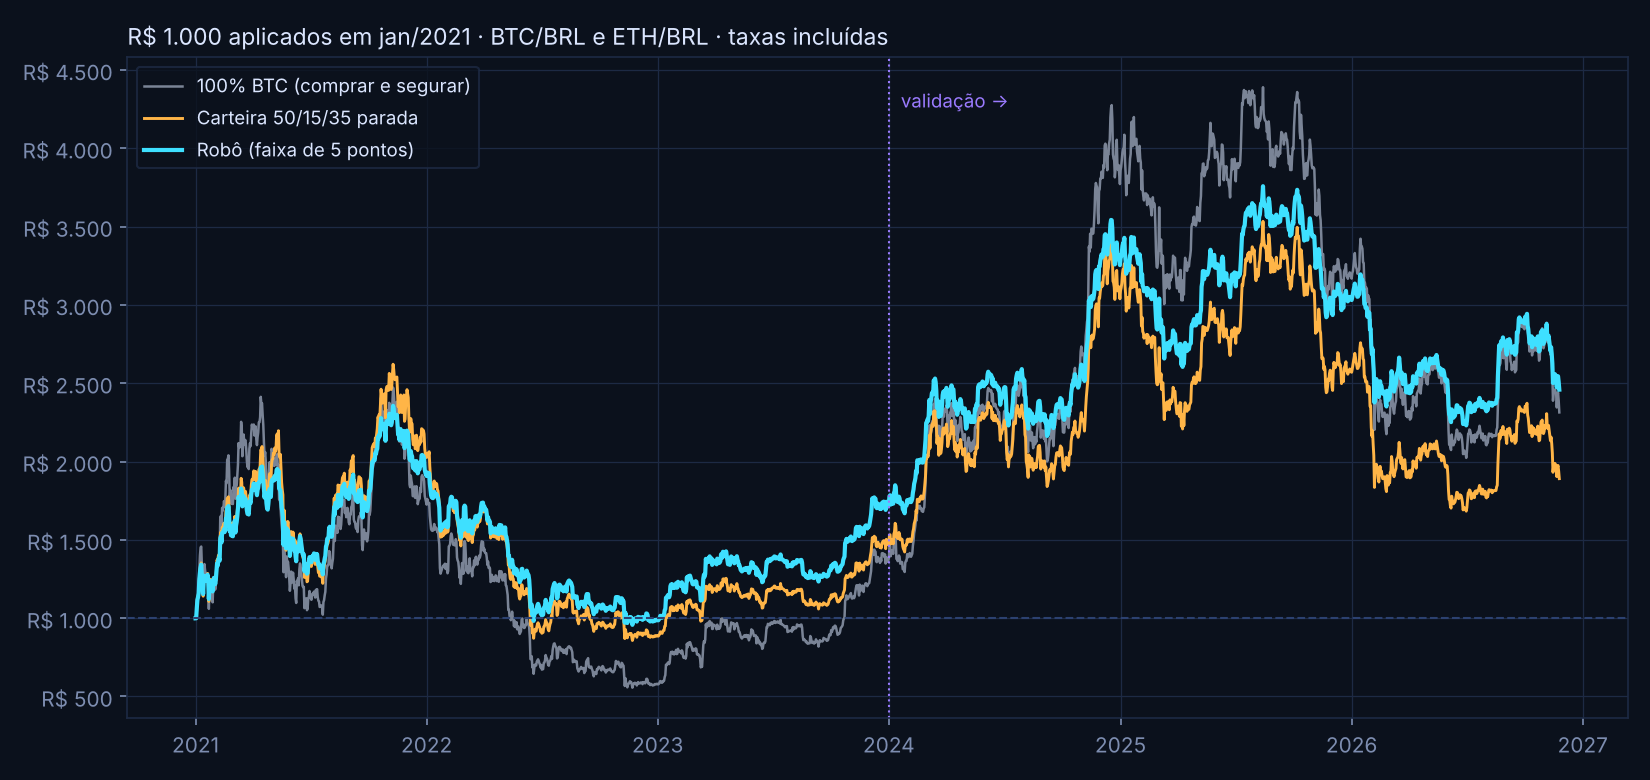 R$ 1.000 aplicados em jan/2021 · BTC/BRL e ETH/BRL · taxas incluídas
R$ 4.500
100% BTC (comprar e segurar)
Carteira 50/15/35 parada
Robô (faixa de 5 pontos)
validação →
R$ 4.000
R$ 3.500
R$ 3.000
R$ 2.500
R$ 2.000
R$ 1.500
R$ 1.000
R$ 500
2021
2022
2023
2024
2025
2026
2027